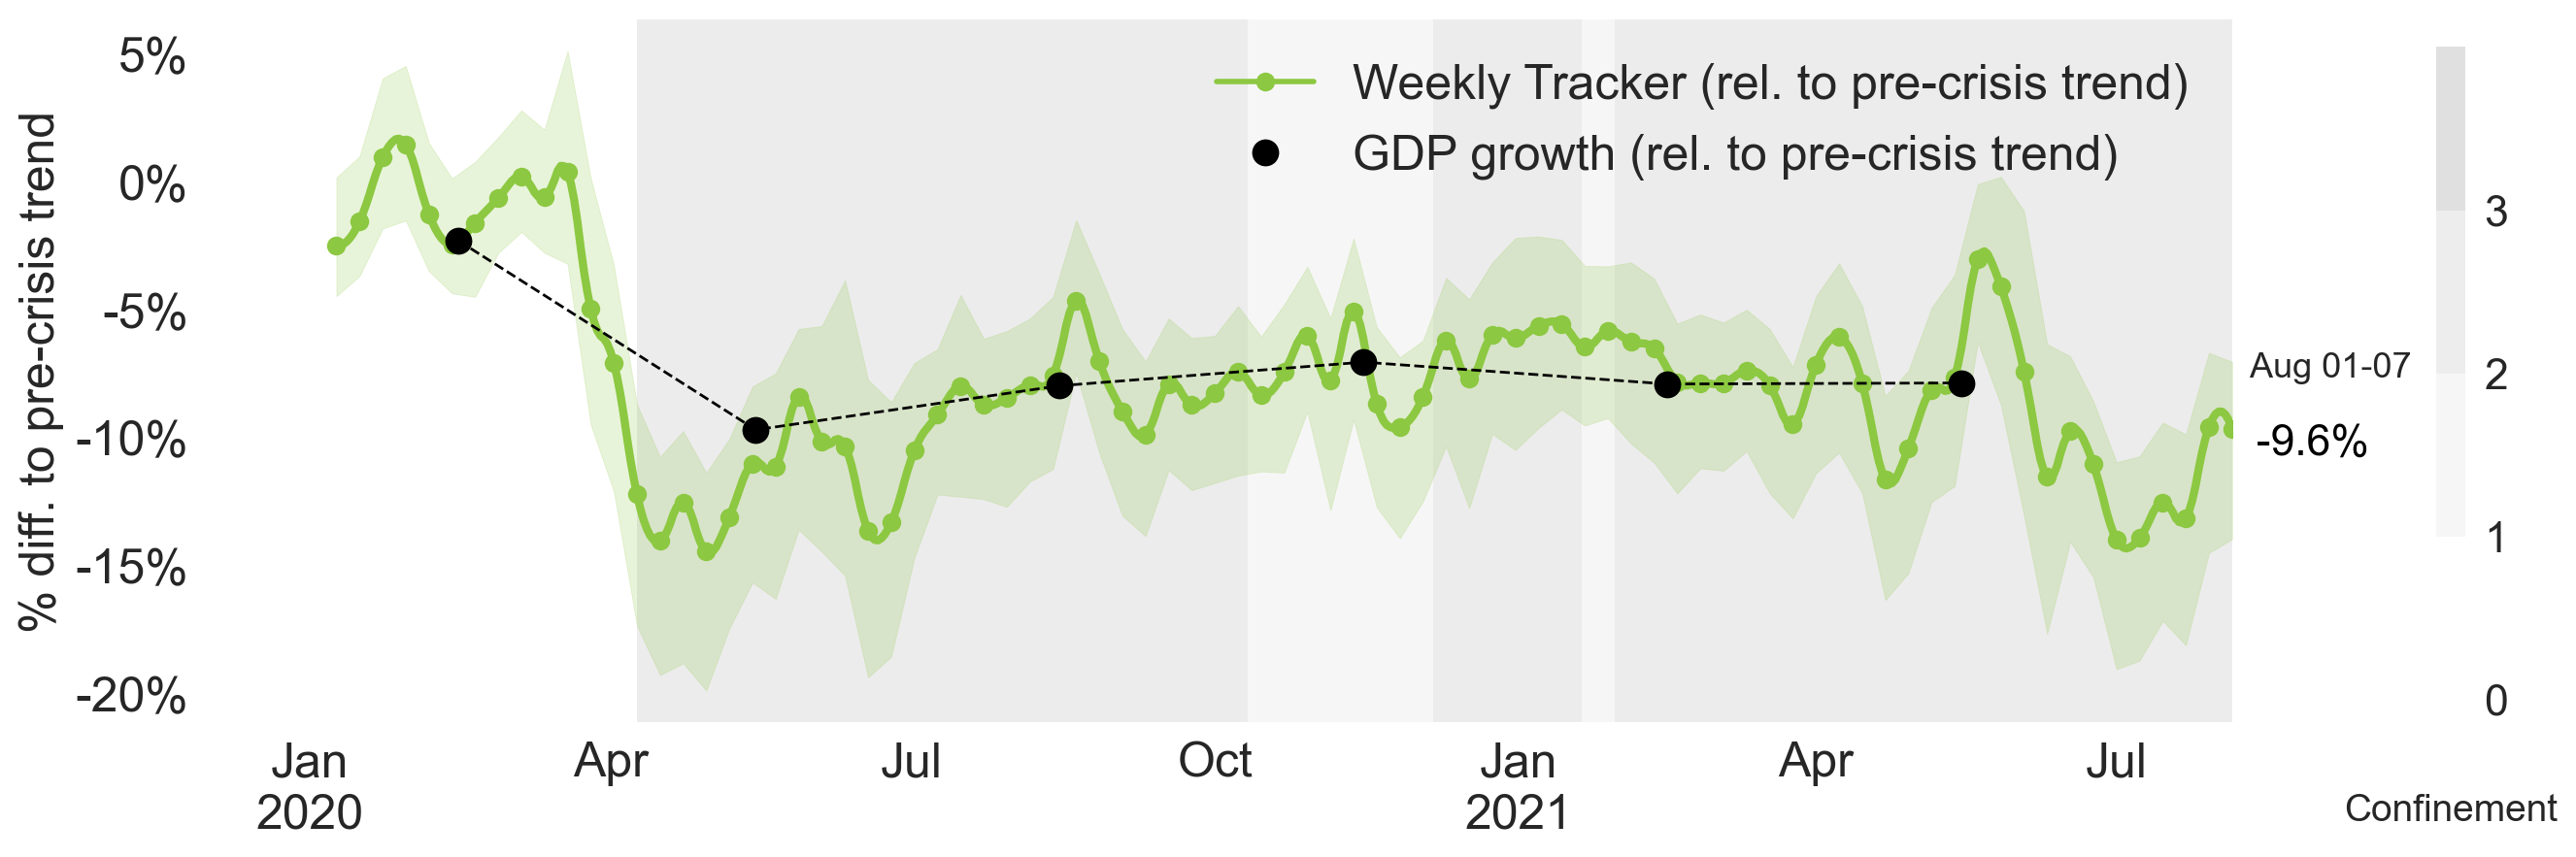 % diff. to pre-crisis trend
5%
0%
-5%
-10%
-15%
-20%
Weekly Tracker (rel. to pre-crisis trend)
GDP growth (rel. to pre-crisis trend)
Aug 01-07
-9.6%
3
2
1
0
Jan Apr Jul Oct Jan Apr Jul
2020 2021
Confinement